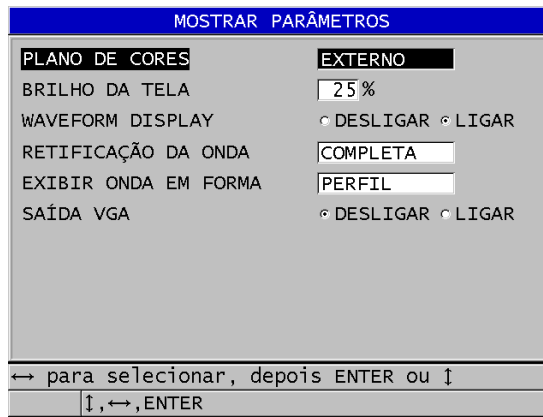 MOSTRAR PARÂMETROS
PLANO DE CORES EXTERNO
BRILHO DA TELA 25%
WAVEFORM DISPLAY DESLIGAR LIGAR
RETIFICAÇÃO DA ONDA COMPLETA
EXIBIR ONDA EM FORMA PERFIL
SAÍDA VGA DESLIGAR LIGAR
↔ para selecionar, depois ENTER ou ↕
↕,↔,ENTER